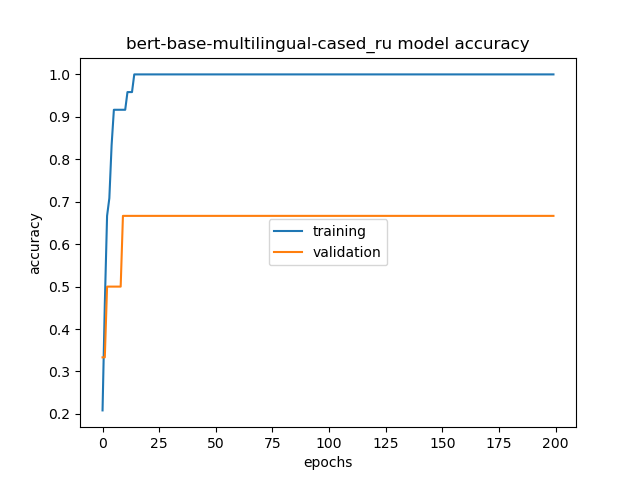 bert-base-multilingual-cased_ru model accuracy
1.0
0.9
0.8
0.7
0.6
0.5
0.4
0.3
0.2
accuracy
training
validation
0 25 50 75 100 125 150 175 200
epochs